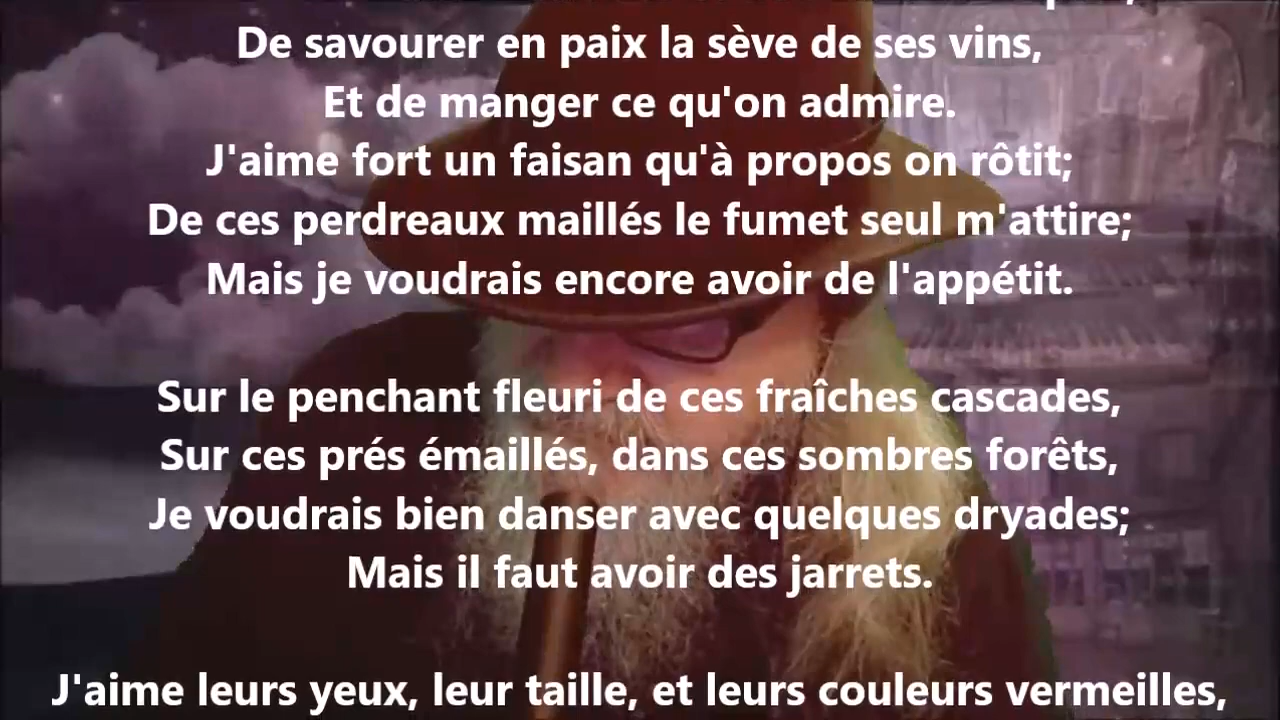 De savourer en paix la sève de ses vins,
Et de manger ce qu'on admire.
J'aime fort un faisan qu'à propos on rôtit;
De ces perdreaux maillés le fumet seul m'attire;
Mais je voudrais encore avoir de l'appétit.
Sur le penchant fleuri de ces fraîches cascades,
Sur ces prés émaillés, dans ces sombres forêts,
Je voudrais bien danser avec quelques dryades;
Mais il faut avoir des jarrets.
J'aime leurs yeux, leur taille, et leurs couleurs vermeilles,